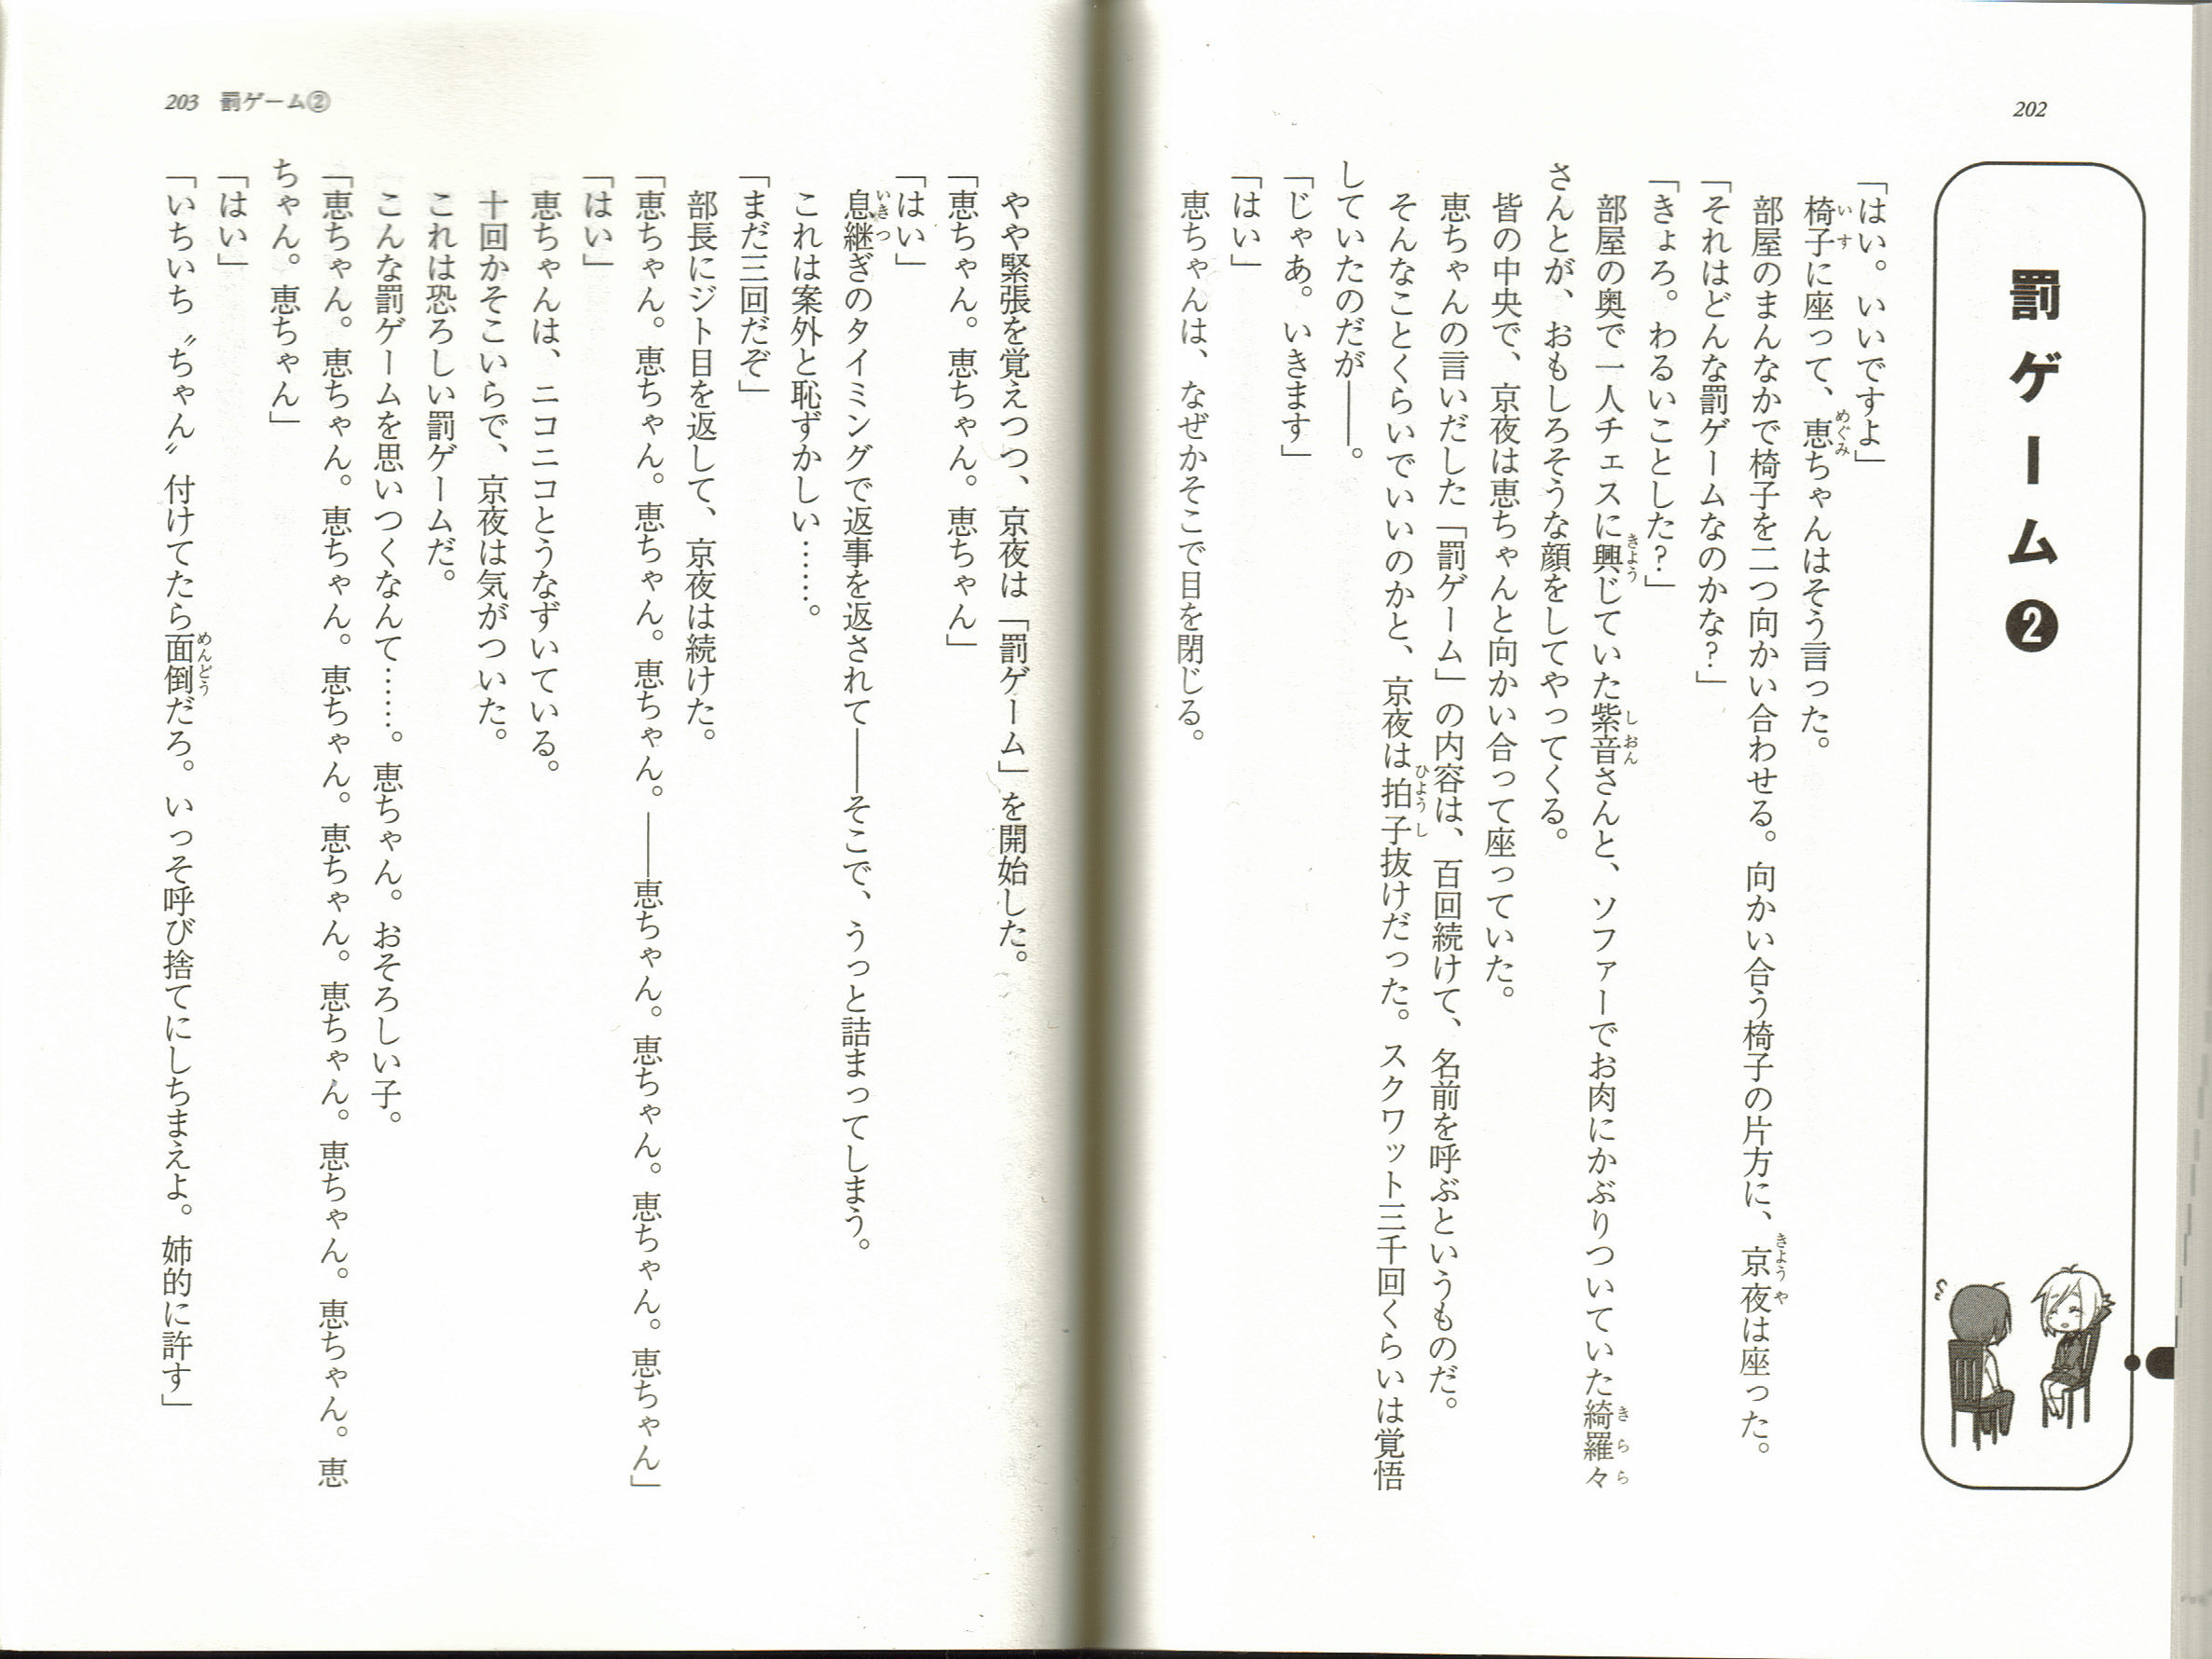 202
罰ゲーム❷
「はい。いいですよ」
椅子に座って、恵ちゃんはそう言った。
部屋のまんなかで椅子を二つ向かい合わせる。向かい合う椅子の片方に、京夜は座った。
「それはどんな罰ゲームなのかな?」
「きょろ。わるいことした?」
部屋の奥で一人チェスに興じていた紫音さんと、ソファーでお肉にかぶりついていた綺羅々
さんとが、おもしろそうな顔をしてやってくる。
皆の中央で、京夜は恵ちゃんと向かい合って座っていた。
恵ちゃんの言いだした「罰ゲーム」の内容は、百回続けて、名前を呼ぶというものだ。
そんなことくらいでいいのかと、京夜は拍子抜けだった。スクワット三千回くらいは覚悟
していたのだが――。
「じゃあ。いきます」
「はい」
恵ちゃんは、なぜかそこで目を閉じる。
203 罰ゲーム②
やや緊張を覚えつつ、京夜は「罰ゲーム」を開始した。
「恵ちゃん。恵ちゃん。恵ちゃん」
「はい」
息継ぎのタイミングで返事を返されて――そこで、うっと詰まってしまう。
これは案外と恥ずかしい……。
「まだ三回だぞ」
部長にジト目を返して、京夜は続けた。
「恵ちゃん。恵ちゃん。恵ちゃん。恵ちゃん。――恵ちゃん。恵ちゃん。恵ちゃん。恵ちゃん」
「はい」
恵ちゃんは、ニコニコとうなずいている。
十回かそこいらで、京夜は気がついた。
これは恐ろしい罰ゲームだ。
こんな罰ゲームを思いつくなんて……。恵ちゃん。おそろしい子。
「恵ちゃん。恵ちゃん。恵ちゃん。恵ちゃん。恵ちゃん。恵ちゃん。恵ちゃん。恵ちゃん。恵
ちゃん。恵ちゃん」
「はい」
「いちいち〝ちゃん〟付けてたら面倒だろ。いっそ呼び捨てにしちまえよ。姉的に許す」